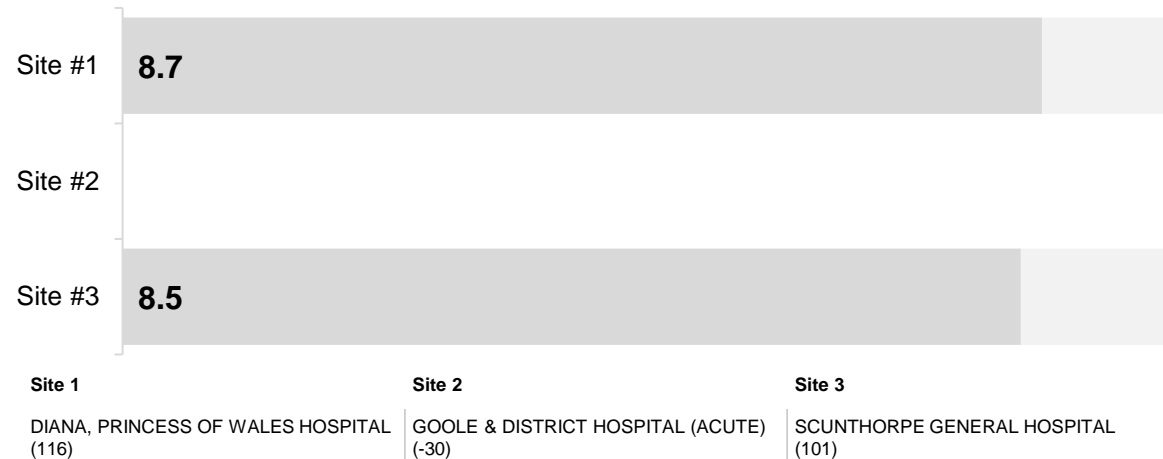 Site #1
8.7
Site #2
Site #3
8.5
Site 1
Site 2
Site 3
DIANA, PRINCESS OF WALES HOSPITAL
(116)
GOOLE & DISTRICT HOSPITAL (ACUTE)
(-30)
SCUNTHORPE GENERAL HOSPITAL
(101)